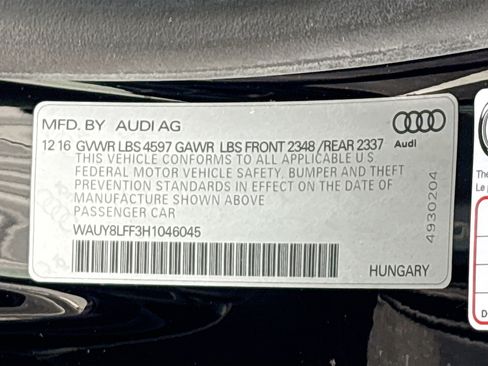 MFD. BY AUDI AG
12 16 GVWR LBS 4597 GAWR LBS FRONT 2348 /REAR 2337
THIS VEHICLE CONFORMS TO ALL APPLICABLE U S
FEDERAL MOTOR VEHICLE SAFETY, BUMPER AND THEFT
PREVENTION STANDARDS IN EFFECT ON THE DATE OF
MANUFACTURE SHOWN ABOVE
PASSENGER CAR
WAUY8LFF3H1046045
HUNGARY
Audi
4930204
The
Le
D